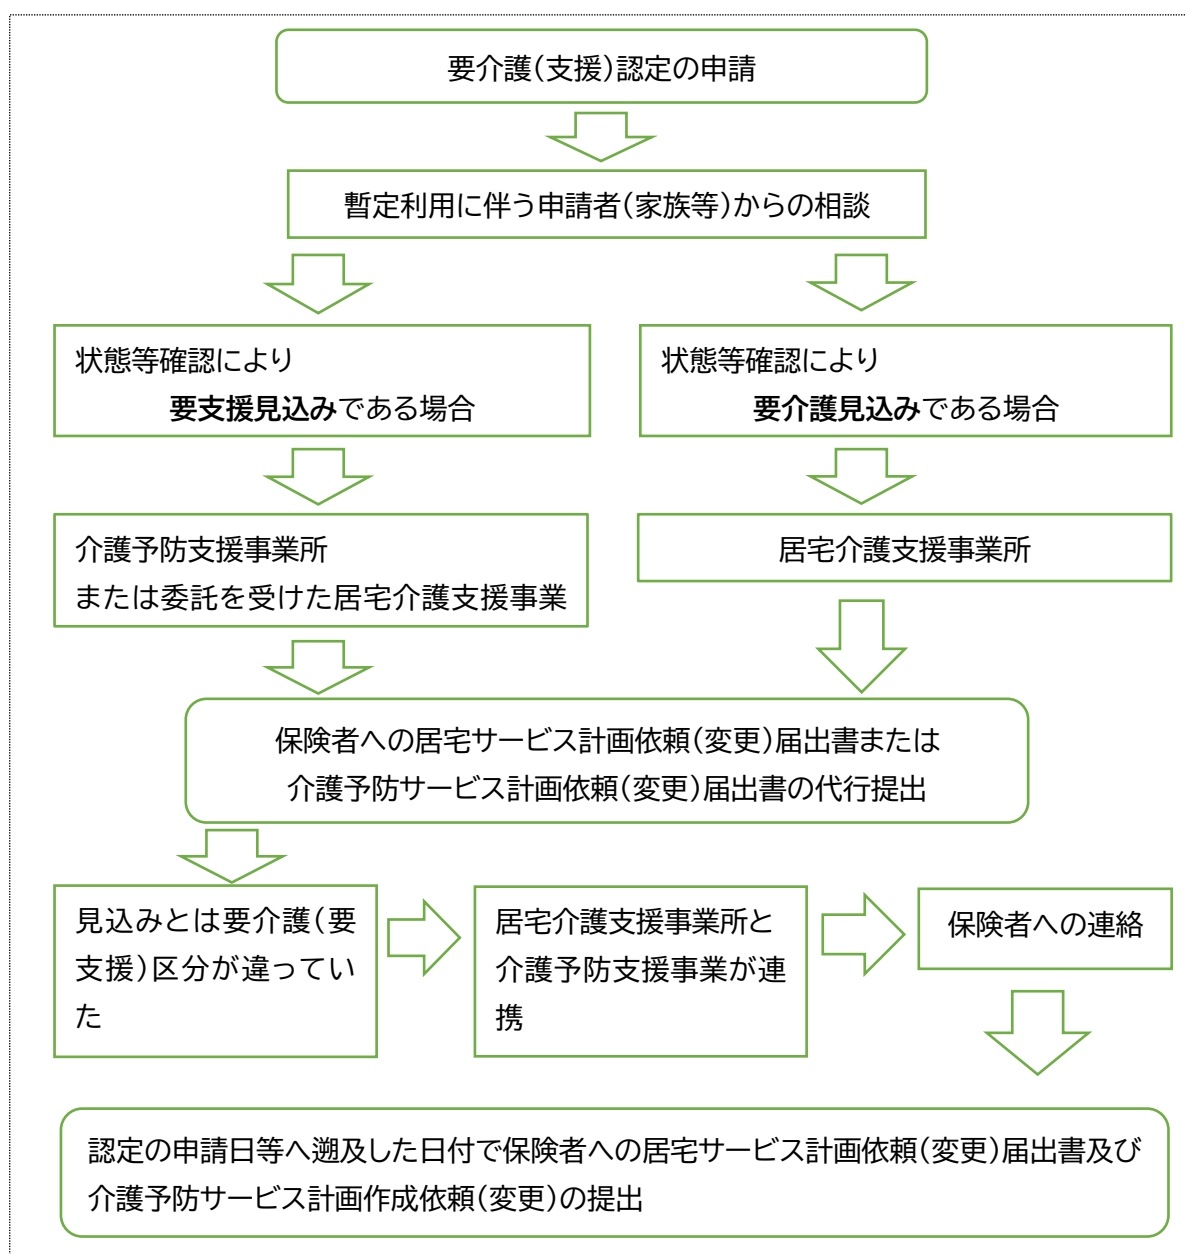 要介護(支援)認定の申請
暫定利用に伴う申請者(家族等)からの相談
状態等確認により
要支援見込みである場合
状態等確認により
要介護見込みである場合
介護予防支援事業所
または委託を受けた居宅介護支援事業
居宅介護支援事業所
保険者への居宅サービス計画依頼(変更)届出書または
介護予防サービス計画依頼(変更)届出書の代行提出
見込みとは要介護(要
支援)区分が違ってい
た
居宅介護支援事業所と
介護予防支援事業が連
携
保険者への連絡
認定の申請日等へ遡及した日付で保険者への居宅サービス計画依頼(変更)届出書及び
介護予防サービス計画作成依頼(変更)の提出